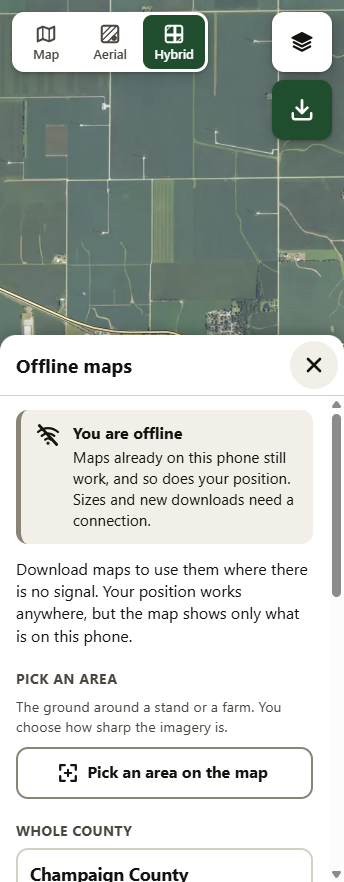 Map
Aerial
Hybrid
Offline maps
You are offline
Maps already on this phone still
work, and so does your position.
Sizes and new downloads need a
connection.
Download maps to use them where there
is no signal. Your position works
anywhere, but the map shows only what
is on this phone.
PICK AN AREA
The ground around a stand or a farm. You
choose how sharp the imagery is.
Pick an area on the map
WHOLE COUNTY
Champaign County